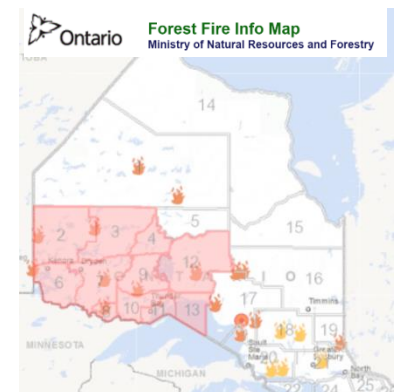 Ontario
Forest Fire Info Map
Ministry of Natural Resources and Forestry
14
5
15
2
3
4
12
6
9
16
17
Timmins
10
11
13
18
19
Sault
Ste
Marie
Greater
Sudbury
North
Bay
MINNESOTA
MICHIGAN
25